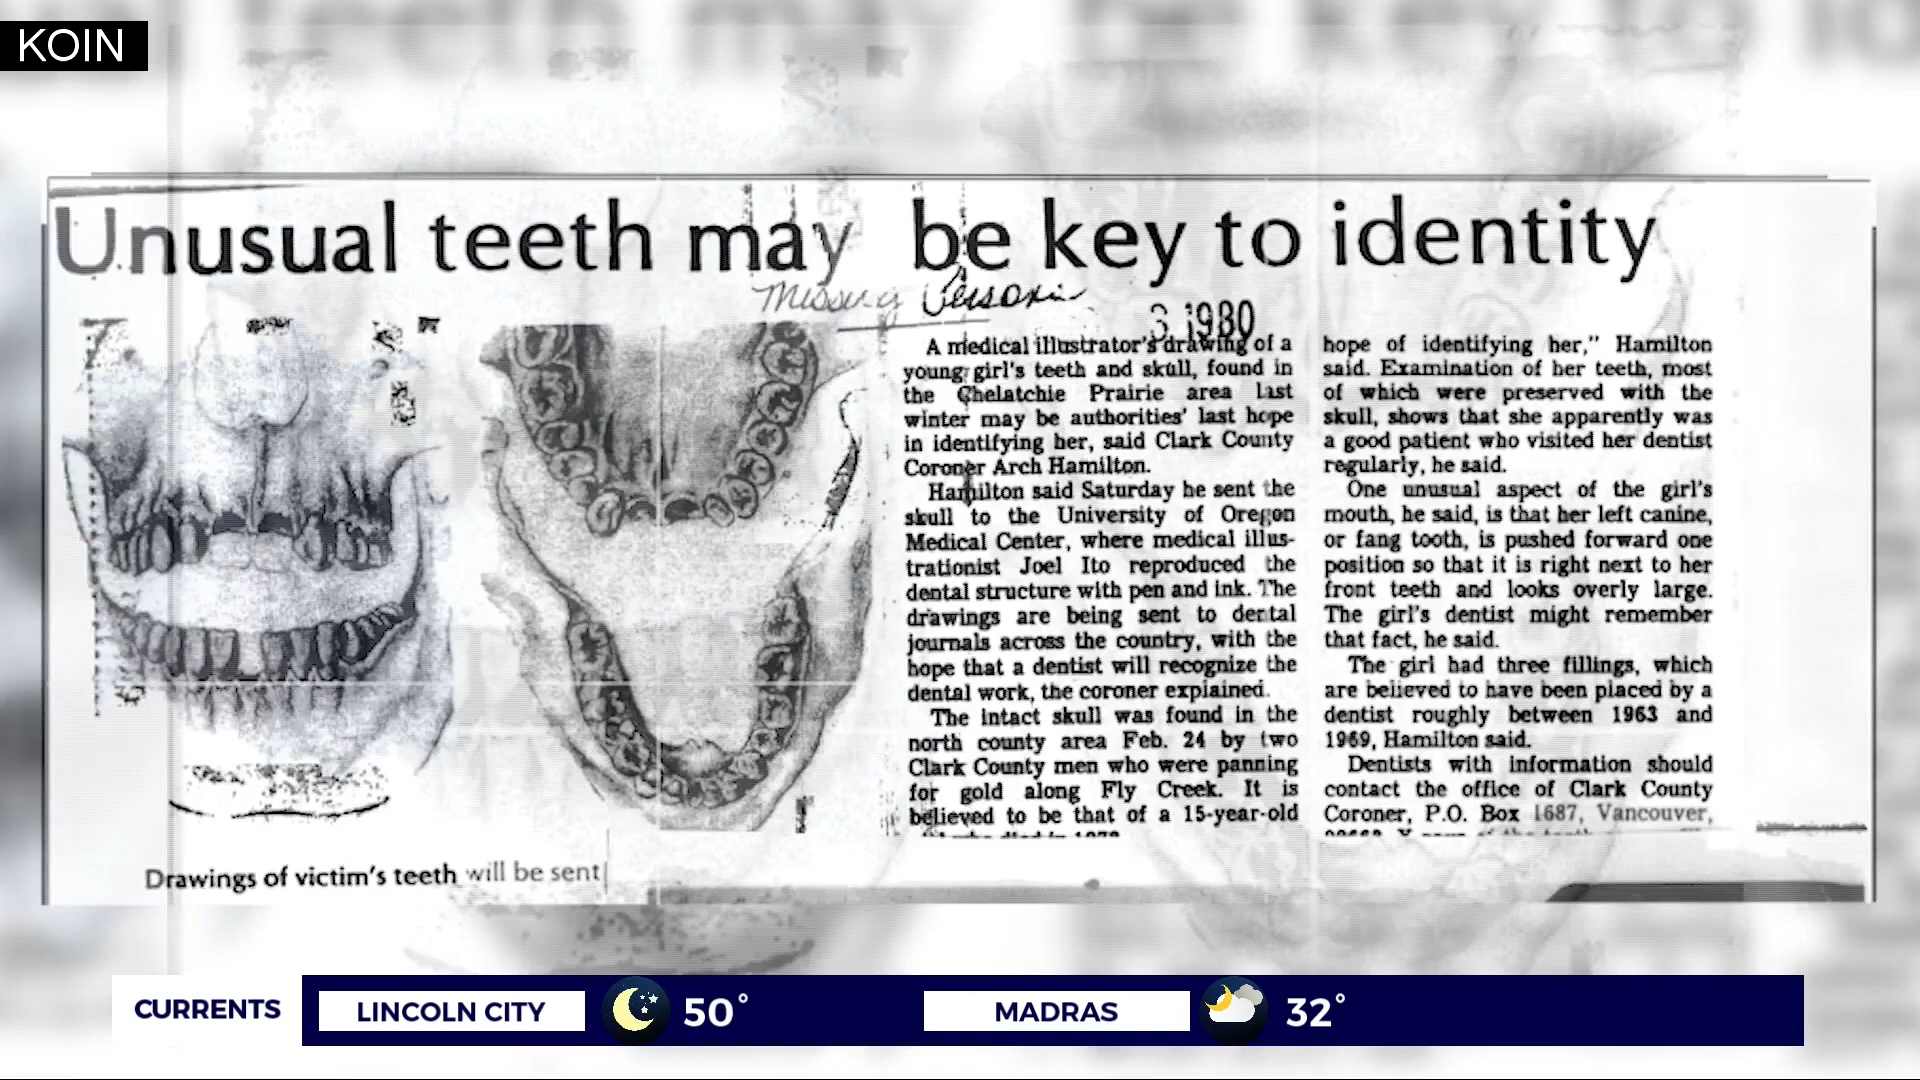 KOIN
Unusual teeth may be key to identity
Missing Persons
3 1980
A medical illustrator's drawing of a
young girl's teeth and skull, found in
the Chelatchie Prairie area last
winter may be authorities' last hope
in identifying her, said Clark County
Coroner Arch Hamilton.
Hamilton said Saturday he sent the
skull to the University of Oregon
Medical Center, where medical illus-
trationist Joel Ito reproduced the
dental structure with pen and ink. The
drawings are being sent to dental
journals across the country, with the
hope that a dentist will recognize the
dental work, the coroner explained.
The intact skull was found in the
north county area Feb. 24 by two
Clark County men who were panning
for gold along Fly Creek. It is
believed to be that of a 15-year-old
hope of identifying her," Hamilton
said. Examination of her teeth, most
of which were preserved with the
skull, shows that she apparently was
a good patient who visited her dentist
regularly, he said.
One unusual aspect of the girl's
mouth, he said, is that her left canine,
or fang tooth, is pushed forward one
position so that it is right next to her
front teeth and looks overly large.
The girl's dentist might remember
that fact, he said.
The girl had three fillings, which
are believed to have been placed by a
dentist roughly between 1963 and
1969, Hamilton said.
Dentists with information should
contact the office of Clark County
Coroner, P.O. Box 1687, Vancouver,
Drawings of victim's teeth will be sent
CURRENTS LINCOLN CITY 50° MADRAS 32°